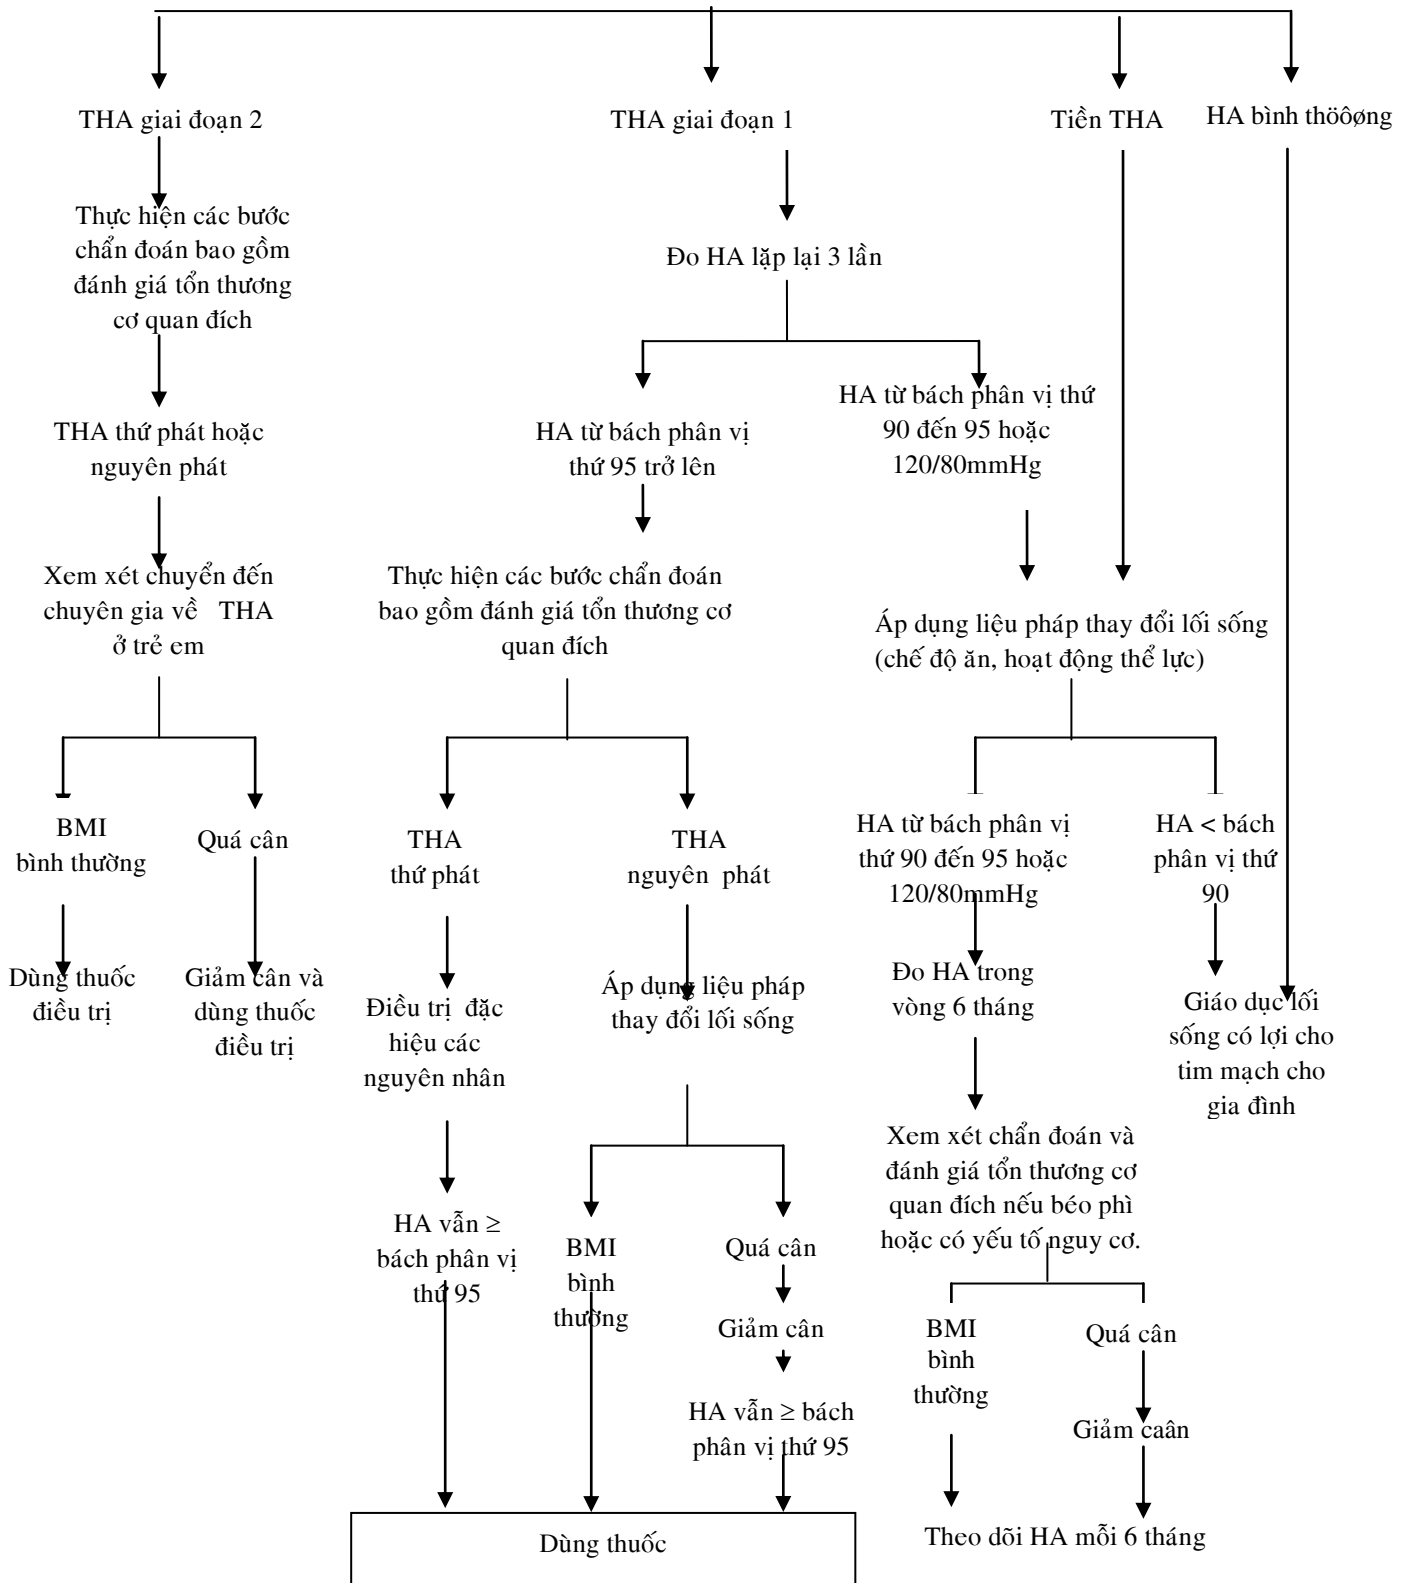 THA giai đoạn 2
THA giai đoạn 1
Tiền THA
HA bình thöôøng
Thực hiện các bước
chẩn đoán bao gồm
đánh giá tổn thương
cơ quan đích
Đo HA lặp lại 3 lần
THA thứ phát hoặc
nguyên phát
HA từ bách phân vị
thứ 95 trở lên
HA từ bách phân vị thứ
90 đến 95 hoặc
120/80mmHg
Xem xét chuyển đến
chuyên gia về THA
ở trẻ em
Thực hiện các bước chẩn đoán
bao gồm đánh giá tổn thương cơ
quan đích
Áp dụng liệu pháp thay đổi lối sống
(chế độ ăn, hoạt động thể lực)
BMI
bình thường
Quá cân
THA
thứ phát
THA
nguyên phát
HA từ bách phân vị
thứ 90 đến 95 hoặc
120/80mmHg
HA < bách
phân vị thứ
90
Dùng thuốc
điều trị
Giảm cân và
dùng thuốc
điều trị
Điều trị đặc
hiệu các
nguyên nhân
Áp dụng liệu pháp
thay đổi lối sống
Đo HA trong
vòng 6 tháng
Giáo dục lối
sống có lợi cho
tim mạch cho
gia đình
Xem xét chẩn đoán và
đánh giá tổn thương cơ
quan đích nếu béo phì
hoặc có yếu tố nguy cơ.
HA vẫn ≥
bách phân vị
thứ 95
BMI
bình
thường
Quá cân
Giảm cân
HA vẫn ≥ bách
phân vị thứ 95
BMI
bình
thường
Quá cân
Giảm caân
Dùng thuốc
Theo dõi HA mỗi 6 tháng